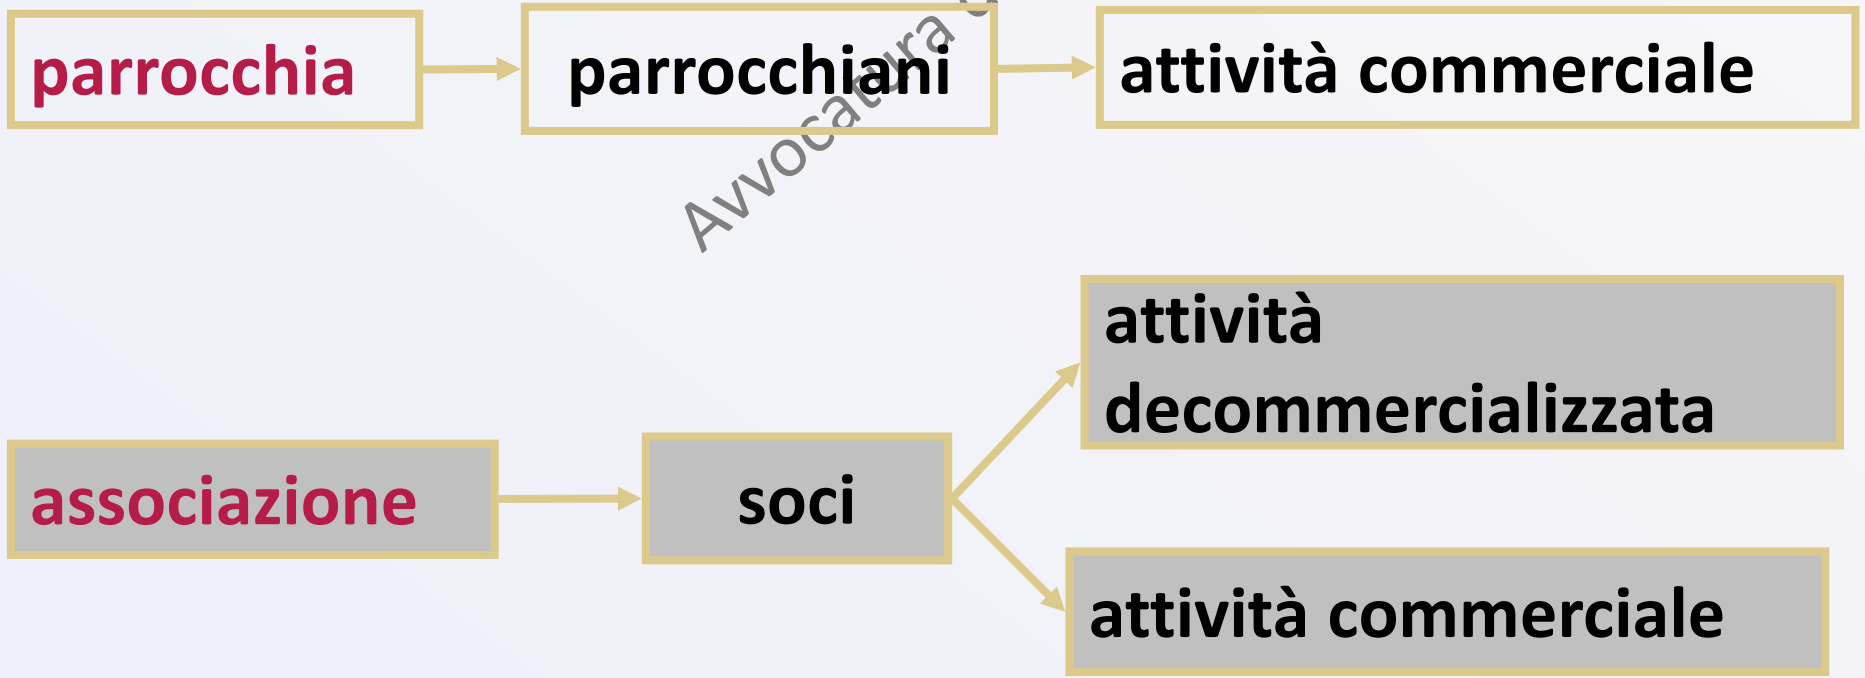 parrocchia
parrocchiani
attività commerciale
Avvocatura
attività
decommercializzata
associazione
soci
attività commerciale